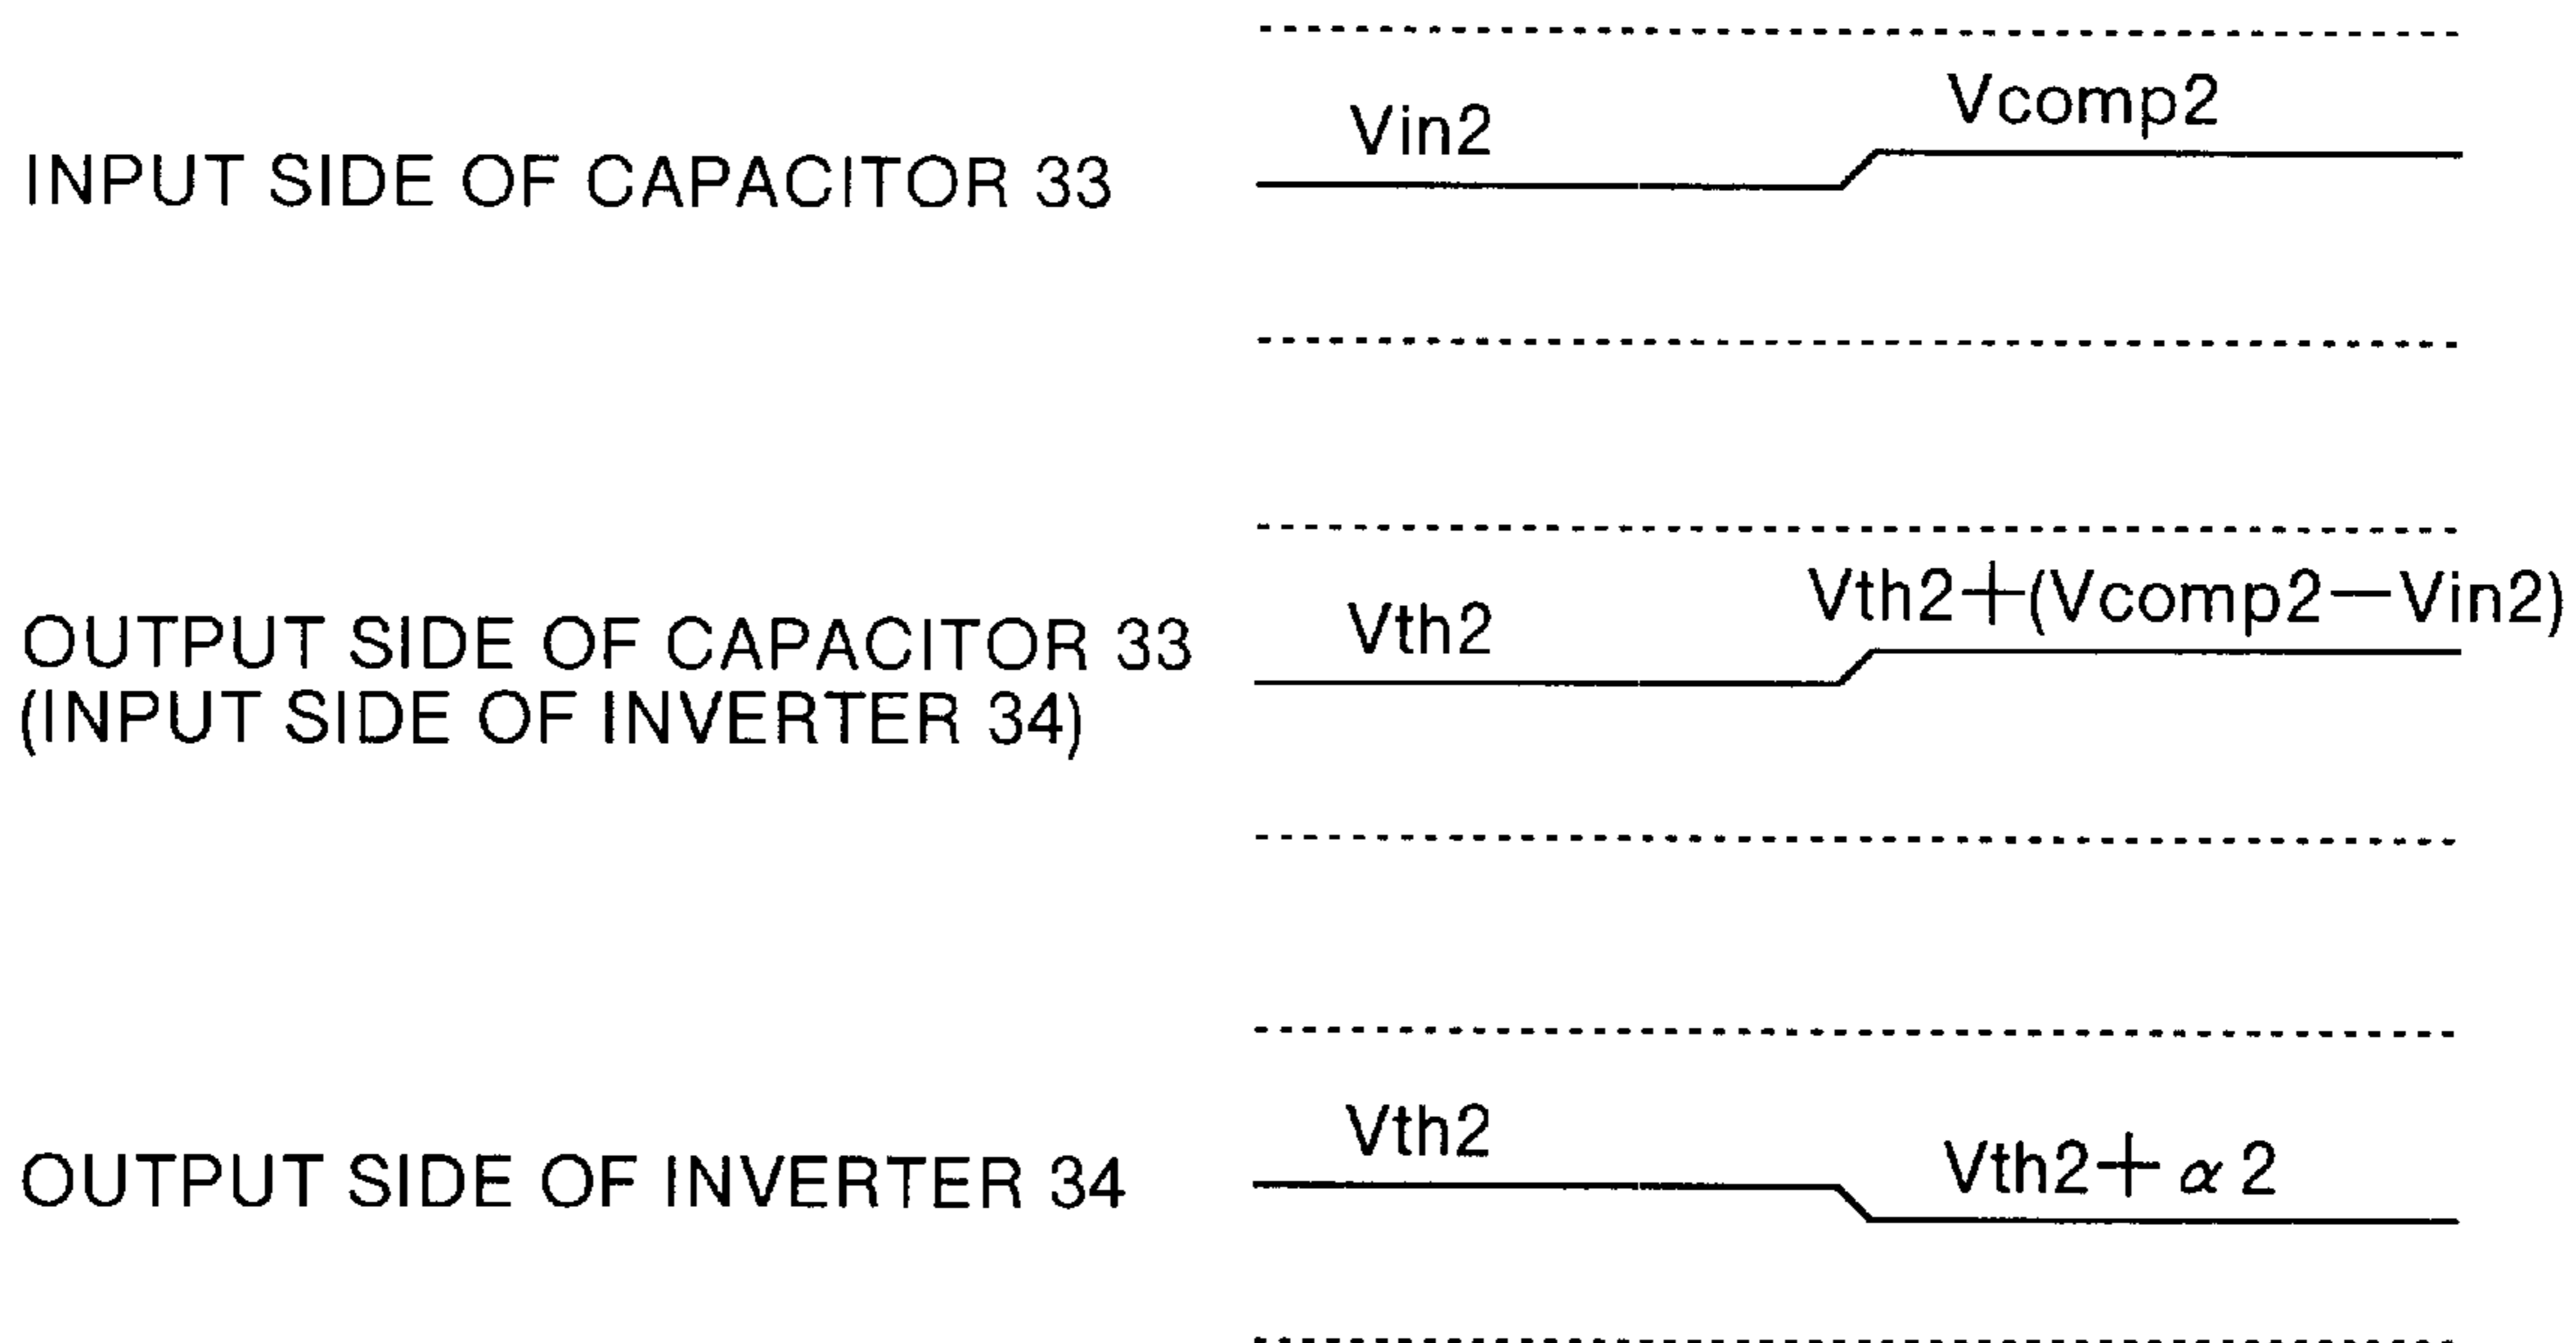 Vin2
Vcomp2
INPUT SIDE OF CAPACITOR 33
Vth2
Vth2+(Vcomp2−Vin2)
OUTPUT SIDE OF CAPACITOR 33
(INPUT SIDE OF INVERTER 34)
Vth2
Vth2+α2
OUTPUT SIDE OF INVERTER 34